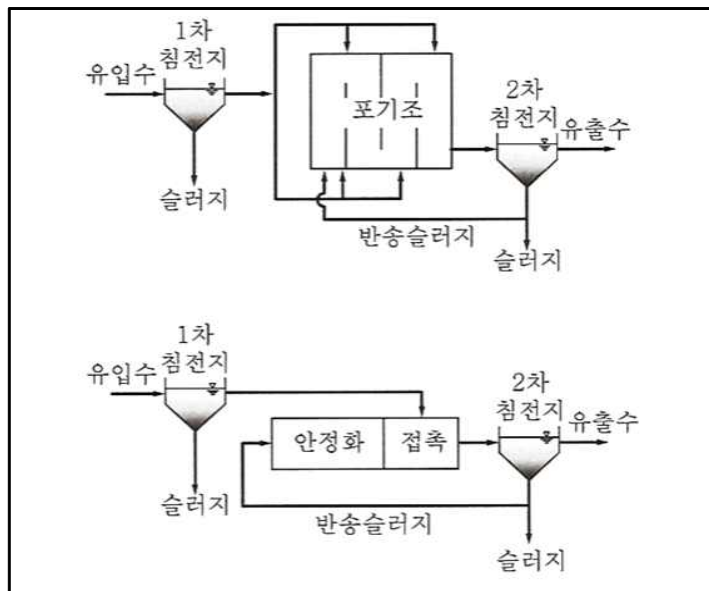 1차
침전지
유입수
포기조
2차
침전지
유출수
슬러지
반송슬러지
슬러지
1차
침전지
유입수
2차
침전지
유출수
안정화
접촉
슬러지
반송슬러지
슬러지